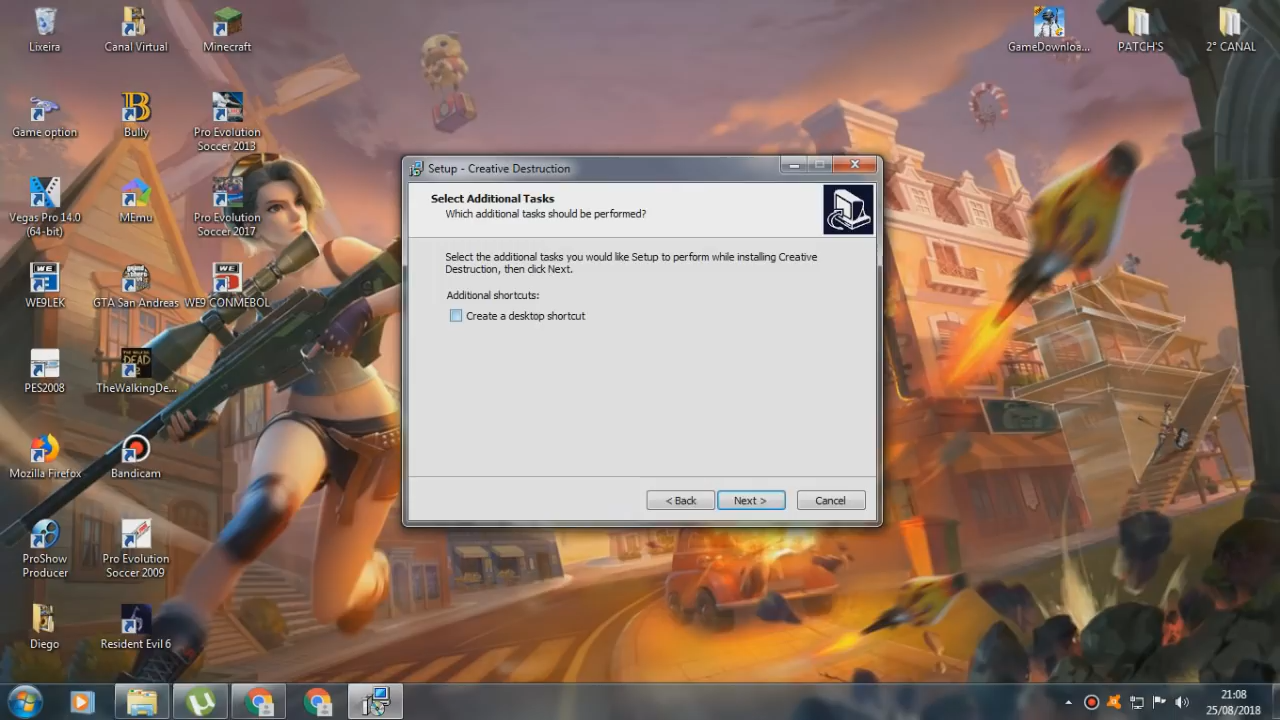 Lixeira
Canal Virtual
Minecraft
GameDownloa...
PATCH'S
2° CANAL
Game option
Bully
Pro Evolution
Soccer 2013
Vegas Pro 14.0
(64-bit)
MEmu
Pro Evolution
Soccer 2017
WE9LEK
GTA San Andreas
WE9 CONMEBOL
PES2008
TheWalkingDe...
Mozilla Firefox
Bandicam
ProShow
Producer
Pro Evolution
Soccer 2009
Diego
Resident Evil 6
Setup - Creative Destruction
Select Additional Tasks
Which additional tasks should be performed?
Select the additional tasks you would like Setup to perform while installing Creative
Destruction, then click Next.
Additional shortcuts:
Create a desktop shortcut
< Back
Next >
Cancel
21:08
25/08/2018